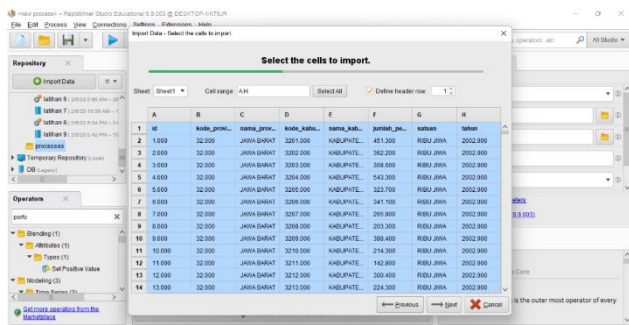 <new process> – RapidMiner Studio Educational 9.9.003 @ DESKTOP-
File Edit Process View Connections Settings Extensions Help
Import Data - Select the cells to import.
operators, etc
All Studio
Repository
Import Data
latihan 6
latihan 7
latihan 8
latihan 9
processes
Temporary Repository (Local)
DB (Legacy)
Operators
Blending (1)
Attributes (1)
Types (1)
Set Positive Value
Modeling (3)
Time Series (3)
Get more operators from the
Marketplace
Select the cells to import.
Sheet: Sheet1 Cell range: A:H Select All Define header row: 1
A B C D E F G H
1 id kode_provi... nama_prov... kode_kabu... nama_kab... jumlah_pe... satuan tahun
2 1.000 32.000 JAWA BARAT 3201.000 KABUPATE... 451.300 RIBU JIWA 2002.000
3 2.000 32.000 JAWA BARAT 3202.000 KABUPATE... 362.200 RIBU JIWA 2002.000
4 3.000 32.000 JAWA BARAT 3203.000 KABUPATE... 368.600 RIBU JIWA 2002.000
5 4.000 32.000 JAWA BARAT 3204.000 KABUPATE... 543.300 RIBU JIWA 2002.000
6 5.000 32.000 JAWA BARAT 3205.000 KABUPATE... 323.700 RIBU JIWA 2002.000
7 6.000 32.000 JAWA BARAT 3206.000 KABUPATE... 341.100 RIBU JIWA 2002.000
8 7.000 32.000 JAWA BARAT 3207.000 KABUPATE... 265.800 RIBU JIWA 2002.000
9 8.000 32.000 JAWA BARAT 3208.000 KABUPATE... 203.300 RIBU JIWA 2002.000
10 9.000 32.000 JAWA BARAT 3209.000 KABUPATE... 388.400 RIBU JIWA 2002.000
11 10.000 32.000 JAWA BARAT 3210.000 KABUPATE... 214.300 RIBU JIWA 2002.000
12 11.000 32.000 JAWA BARAT 3211.000 KABUPATE... 142.800 RIBU JIWA 2002.000
13 12.000 32.000 JAWA BARAT 3212.000 KABUPATE... 300.400 RIBU JIWA 2002.000
14 13.000 32.000 JAWA BARAT 3213.000 KABUPATE... 224.300 RIBU JIWA 2002.000
Previous Next Cancel
Core
is the outer most operator of every